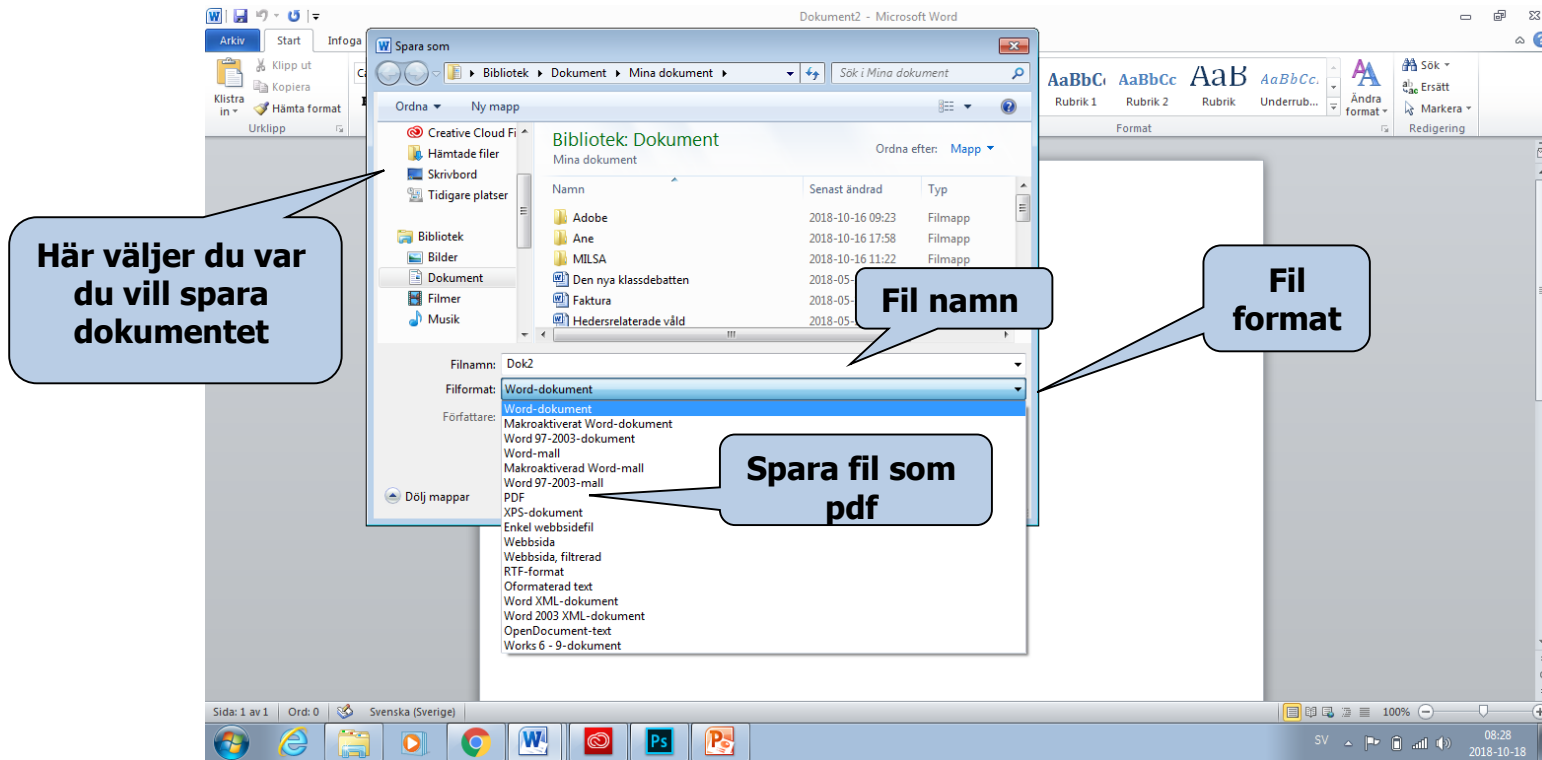 Dokument2 - Microsoft Word
Arkiv Start Infoga
Klistra in
Klipp ut
Kopiera
Hämta format
Urklipp
AaBbC AaBbCc AaB AaBbCc.
Rubrik 1 Rubrik 2 Rubrik Underrub...
Ändra format
Format
Sök
Ersätt
Markera
Redigering
Spara som
Bibliotek Dokument Mina dokument
Sök i Mina dokument
Ordna Ny mapp
Creative Cloud Fi
Hämtade filer
Skrivbord
Tidigare platser
Bibliotek
Bilder
Dokument
Filmer
Musik
Bibliotek: Dokument
Mina dokument
Ordna efter: Mapp
Namn Senast ändrad Typ
Adobe 2018-10-16 09:23 Filmapp
Ane 2018-10-16 17:58 Filmapp
MILSA 2018-10-16 11:22 Filmapp
Den nya klassdebatten 2018-05-
Faktura 2018-05-
Hedersrelaterade våld 2018-05-
Här väljer du var
du vill spara
dokumentet
Fil namn
Fil
format
Filnamn: Dok2
Filformat: Word-dokument
Författare:
Word-dokument
Makroaktiverat Word-dokument
Word 97-2003-dokument
Word-mall
Makroaktiverad Word-mall
Word 97-2003-mall
PDF
XPS-dokument
Enkel webbsidefil
Webbsida
Webbsida, filtrerad
RTF-format
Oformaterad text
Word XML-dokument
Word 2003 XML-dokument
OpenDocument-text
Works 6 - 9-dokument
Spara fil som
pdf
Dölj mappar
Sida: 1 av 1 Ord: 0 Svenska (Sverige) 100%
W Ps P
SV 08:28
2018-10-18